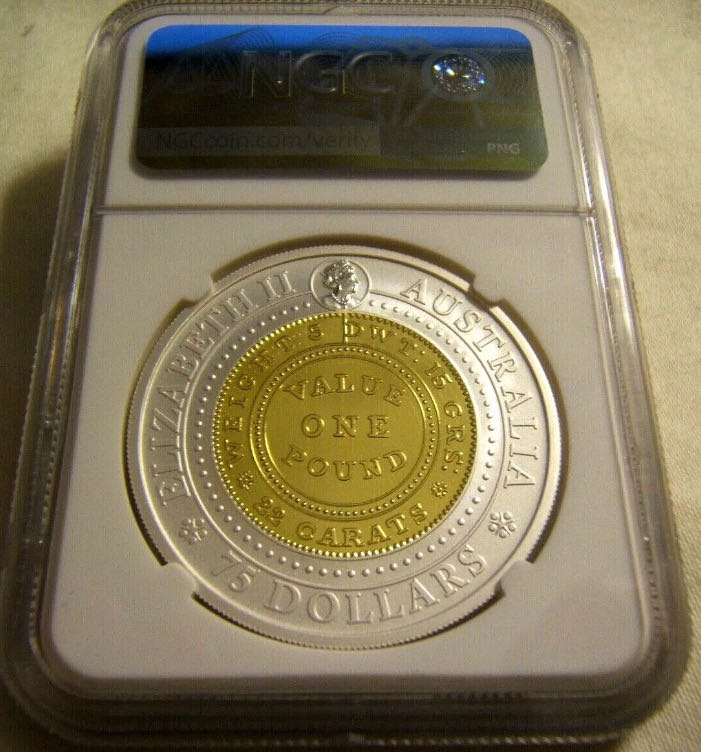 NGC
NGCcoin.com/verify
PNG
ELIZABETH II
AUSTRALIA
75 DOLLARS
WEIGHT: 5 DWT: 15 GRS:
22 CARATS
VALUE
ONE
POUND